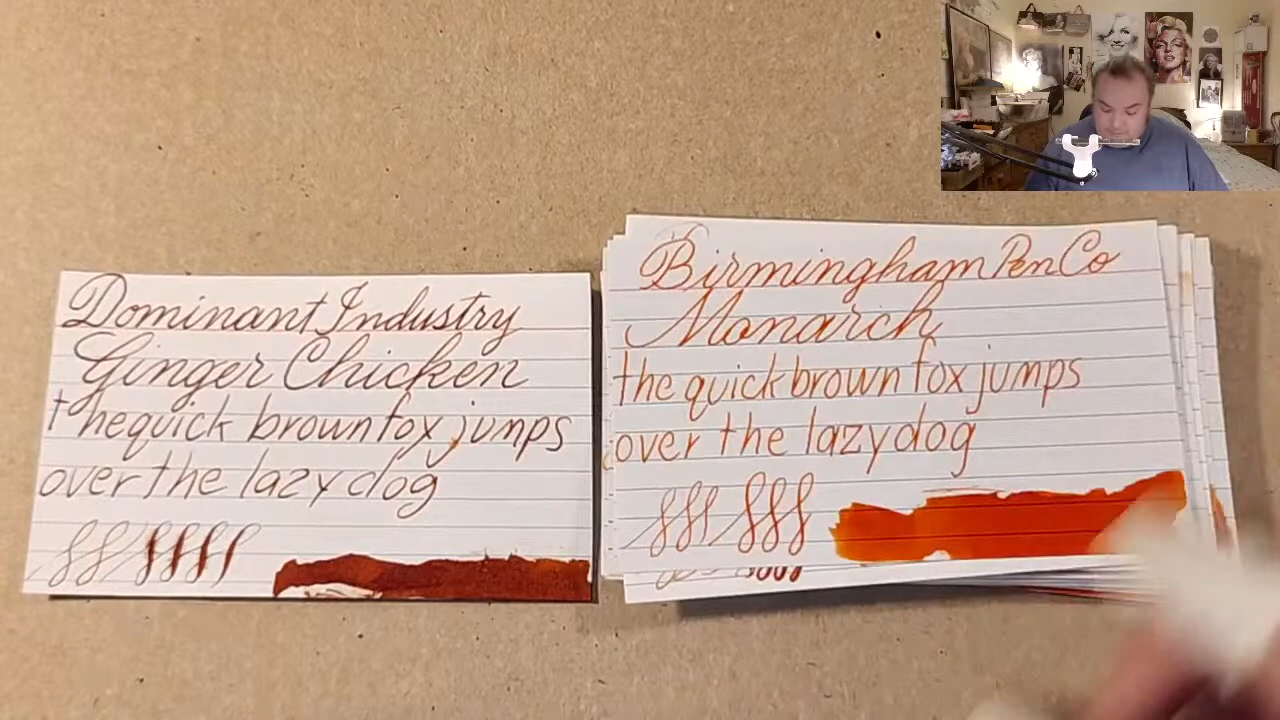 Dominant Industry
Ginger Chicken
the quick brown fox jumps
over the lazy dog
Birmingham Pen Co
Monarch
the quick brown fox jumps
over the lazy dog